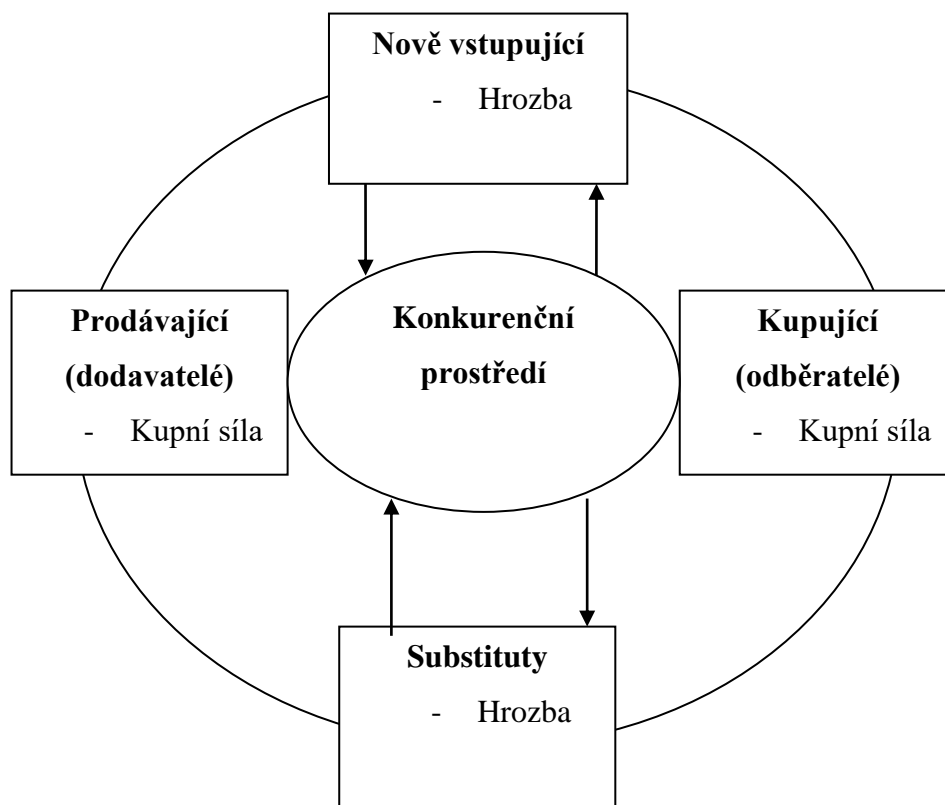 Nově vstupující
- Hrozba
Prodávající
(dodavatelé)
- Kupní síla
Konkurenční
prostředí
Kupující
(odběratelé)
- Kupní síla
Substituty
- Hrozba